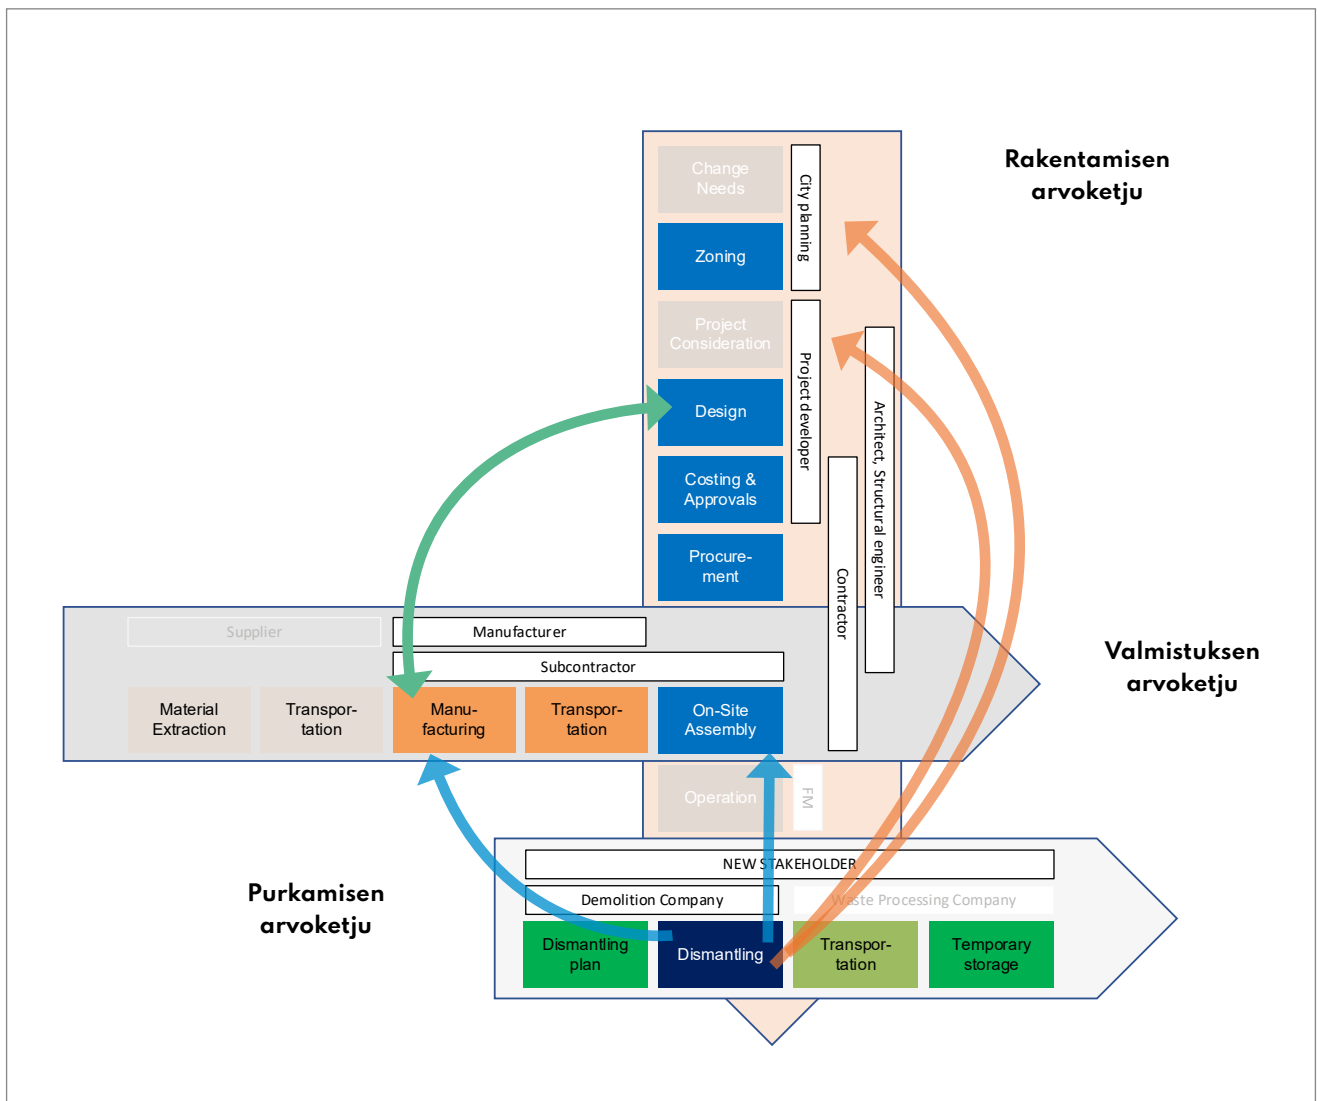 Rakentamisen
arvoketju
Change
Needs
City planning
Zoning
Project
Consideration
Project developer
Architect, Structural engineer
Design
Costing &
Approvals
Procure-
ment
Contractor
Supplier
Manufacturer
Subcontractor
Valmistuksen
arvoketju
Material
Extraction
Transpor-
tation
Manu-
facturing
Transpor-
tation
On-Site
Assembly
Operation
FM
Purkamisen
arvoketju
NEW STAKEHOLDER
Demolition Company
Waste Processing Company
Dismantling
plan
Dismantling
Transpor-
tation
Temporary
storage